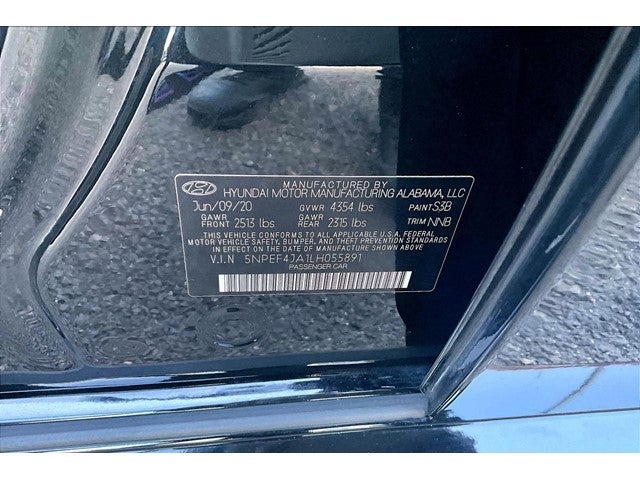 MANUFACTURED BY
HYUNDAI MOTOR MANUFACTURING ALABAMA, LLC
Jun/09/20 GVWR 4354 lbs PAINT S3B
GAWR FRONT 2513 lbs GAWR REAR 2315 lbs TRIM NNB
THIS VEHICLE CONFORMS TO ALL APPLICABLE U.S.A. FEDERAL
MOTOR VEHICLE SAFETY, BUMPER, AND THEFT PREVENTION STANDARDS
IN EFFECT ON THE DATE OF MANUFACTURE SHOWN ABOVE.
V.I.N 5NPEF4JA1LH055891
PASSENGER CAR